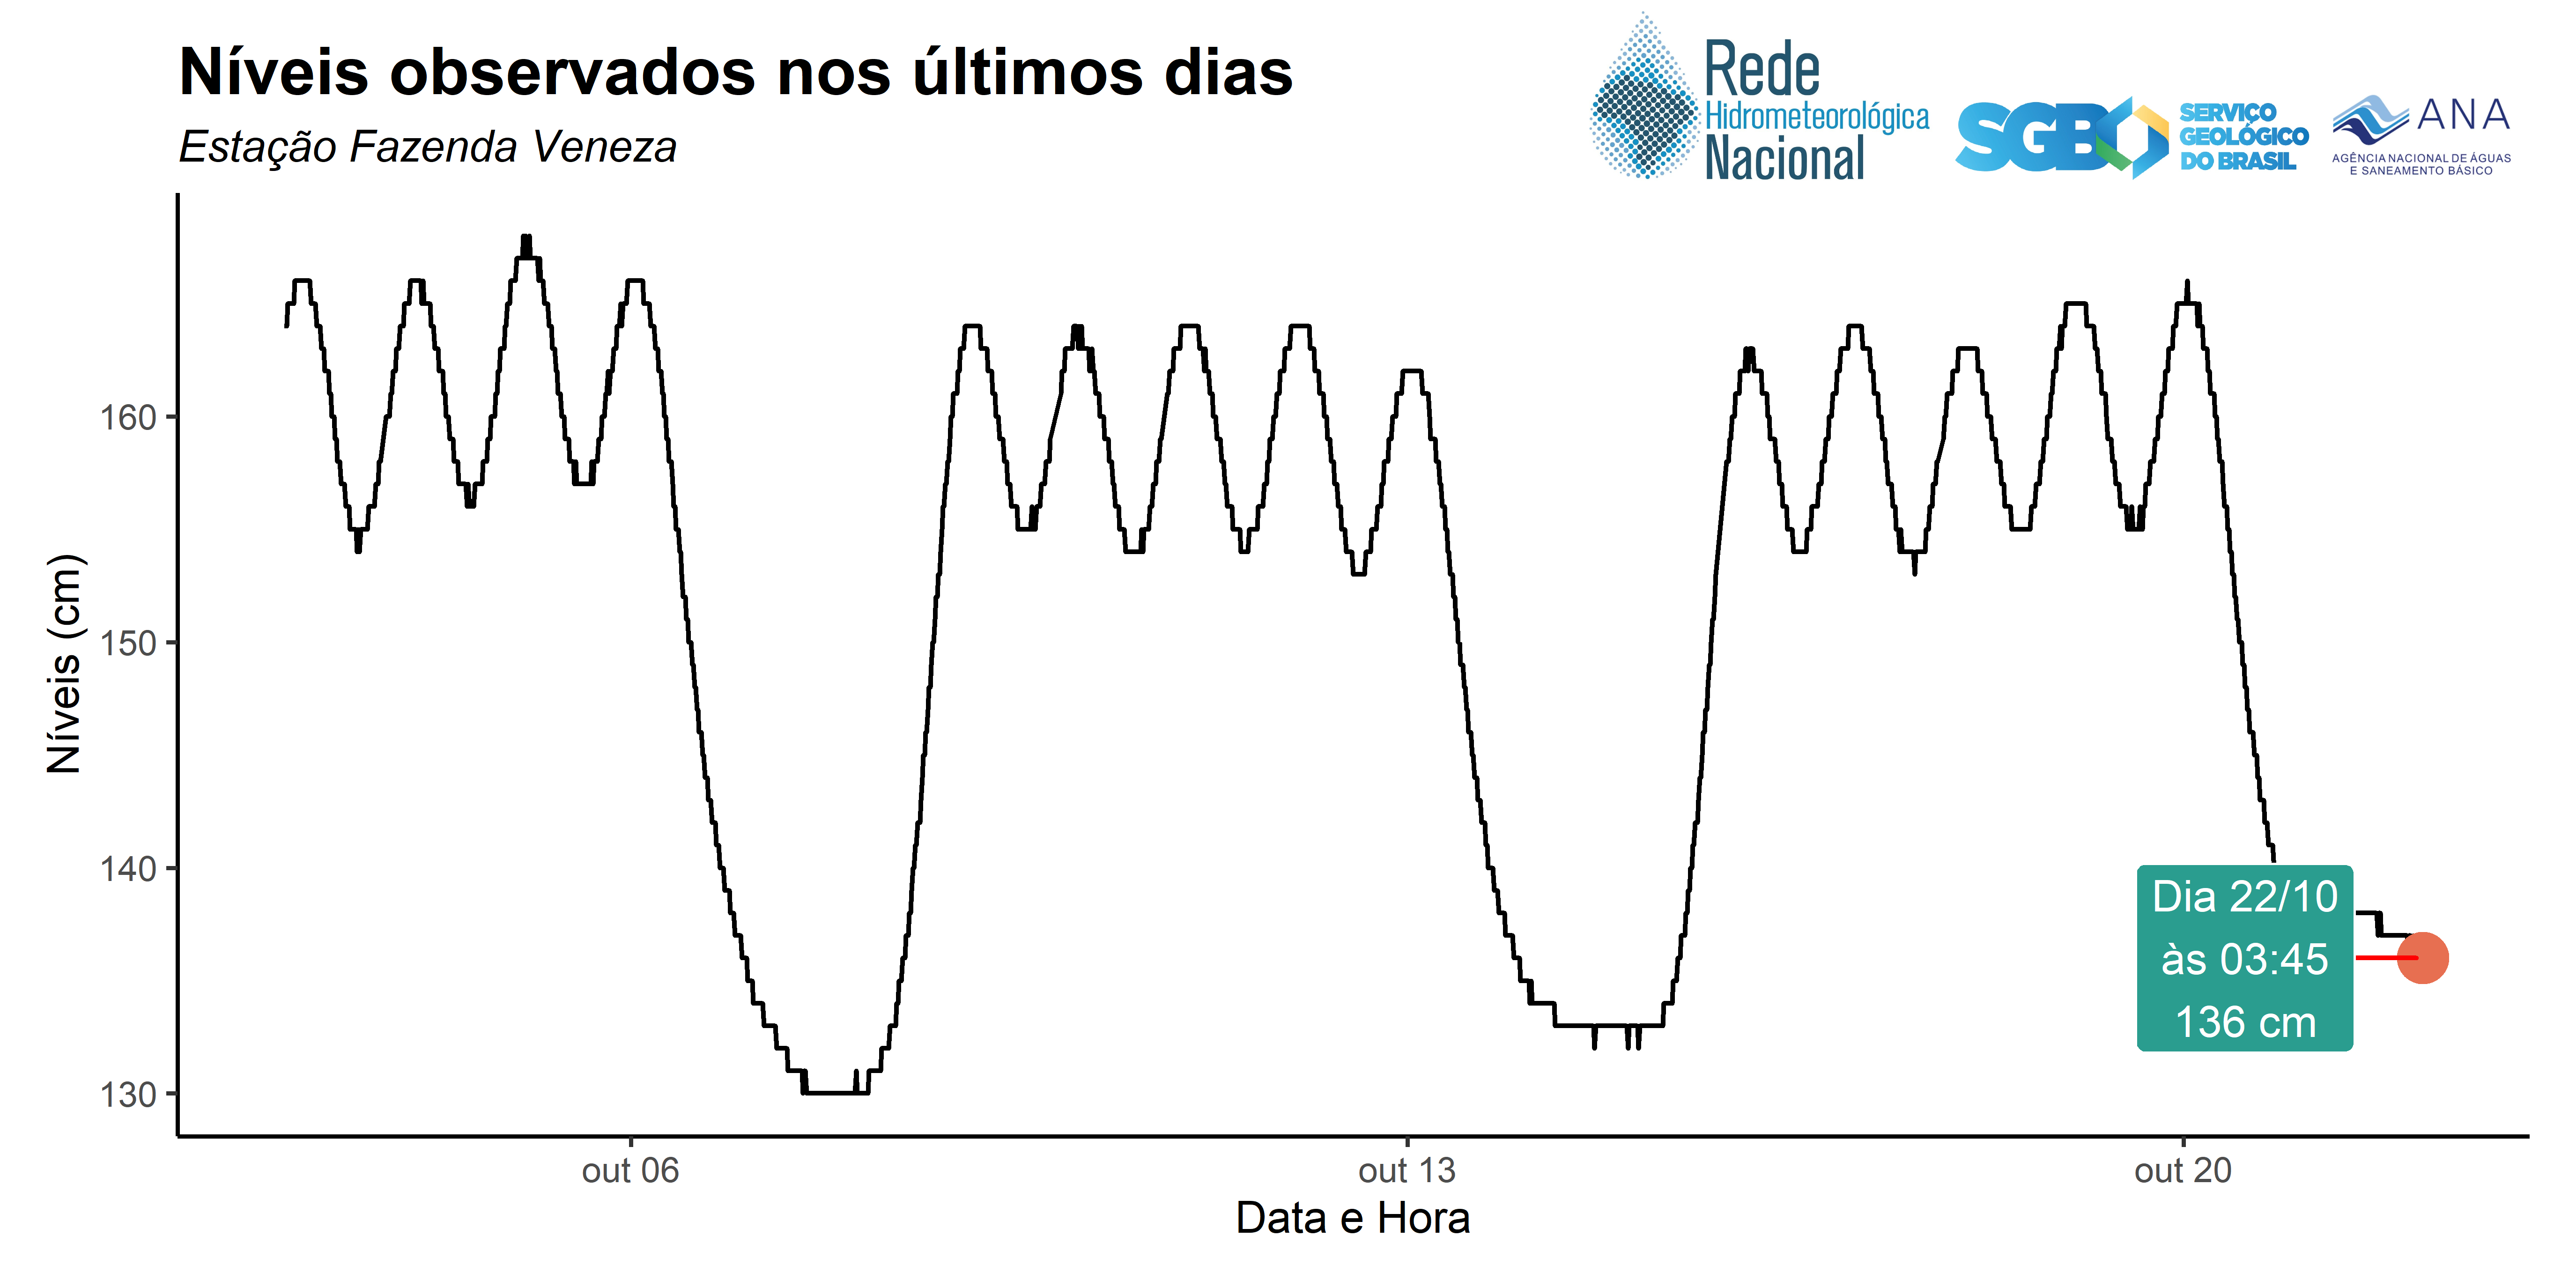 Níveis observados nos últimos dias
Estação Fazenda Veneza
Rede
Hidrometeorológica
Nacional
SGB
SERVIÇO
GEOLÓGICO
DO BRASIL
ANA
AGÊNCIA NACIONAL DE ÁGUAS
E SANEAMENTO BÁSICO
Níveis (cm)
160
150
140
130
Dia 22/10
às 03:45
136 cm
out 06
out 13
out 20
Data e Hora